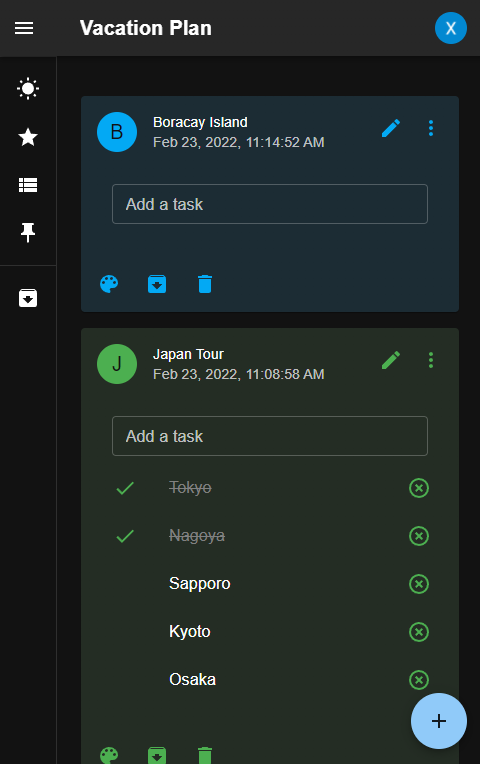 Vacation Plan
X
B
Boracay Island
Feb 23, 2022, 11:14:52 AM
Add a task
J
Japan Tour
Feb 23, 2022, 11:08:58 AM
Add a task
Tokyo
Nagoya
Sapporo
Kyoto
Osaka